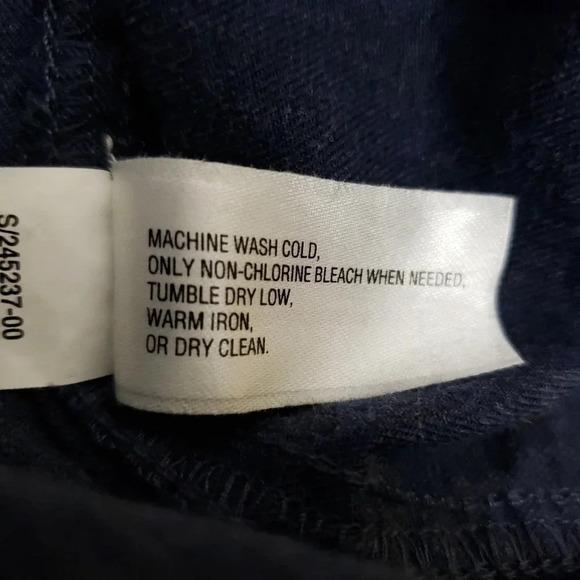 S/245237-00
MACHINE WASH COLD,
ONLY NON-CHLORINE BLEACH WHEN NEEDED,
TUMBLE DRY LOW,
WARM IRON,
OR DRY CLEAN.